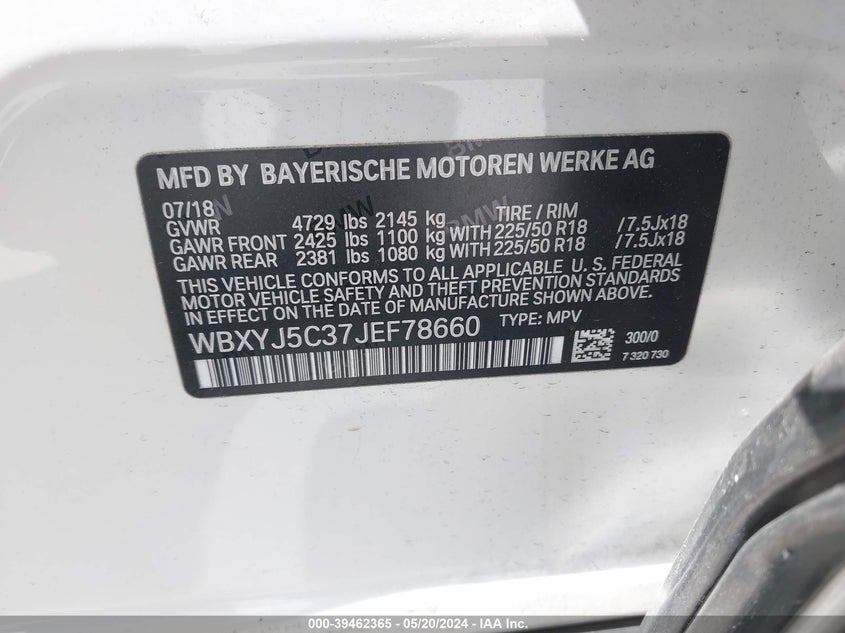 MFD BY BAYERISCHE MOTOREN WERKE AG
07/18
GVWR 4729 lbs 2145 kg TIRE / RIM
GAWR FRONT 2425 lbs 1100 kg WITH 225/50 R18 /7.5Jx18
GAWR REAR 2381 lbs 1080 kg WITH 225/50 R18 /7.5Jx18
THIS VEHICLE CONFORMS TO ALL APPLICABLE U. S. FEDERAL
MOTOR VEHICLE SAFETY AND THEFT PREVENTION STANDARDS
IN EFFECT ON THE DATE OF MANUFACTURE SHOWN ABOVE.
WBXYJ5C37JEF78660 TYPE: MPV
300/0
7 320 730
000-39462365 - 05/20/2024 - IAA Inc.